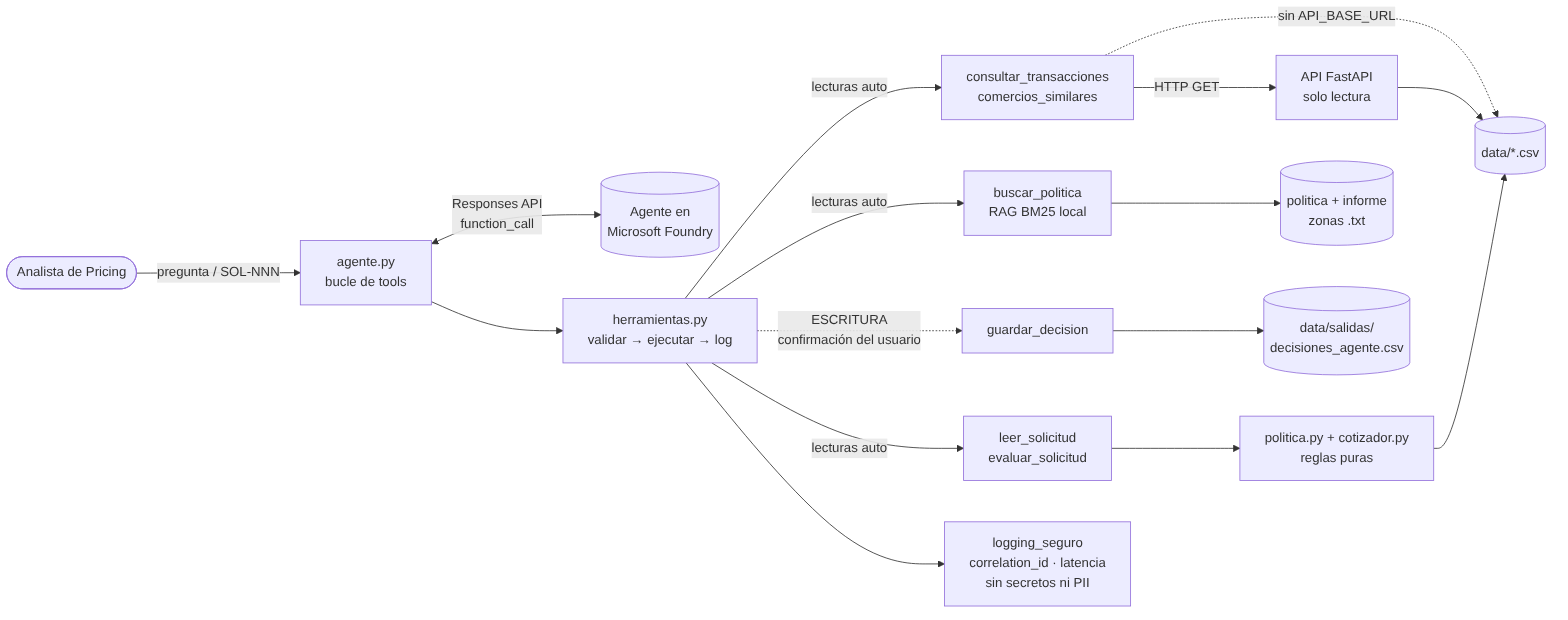 Analista de Pricing
pregunta / SOL-NNN
agente.py
bucle de tools
Responses API
function_call
Agente en
Microsoft Foundry
herramientas.py
validar → ejecutar → log
lecturas auto
consultar_transacciones
comercios_similares
sin API_BASE_URL
HTTP GET
API FastAPI
solo lectura
data/*.csv
lecturas auto
buscar_politica
RAG BM25 local
politica + informe
zonas .txt
ESCRITURA
confirmación del usuario
guardar_decision
data/salidas/
decisiones_agente.csv
lecturas auto
leer_solicitud
evaluar_solicitud
politica.py + cotizador.py
reglas puras
logging_seguro
correlation_id · latencia
sin secretos ni PII